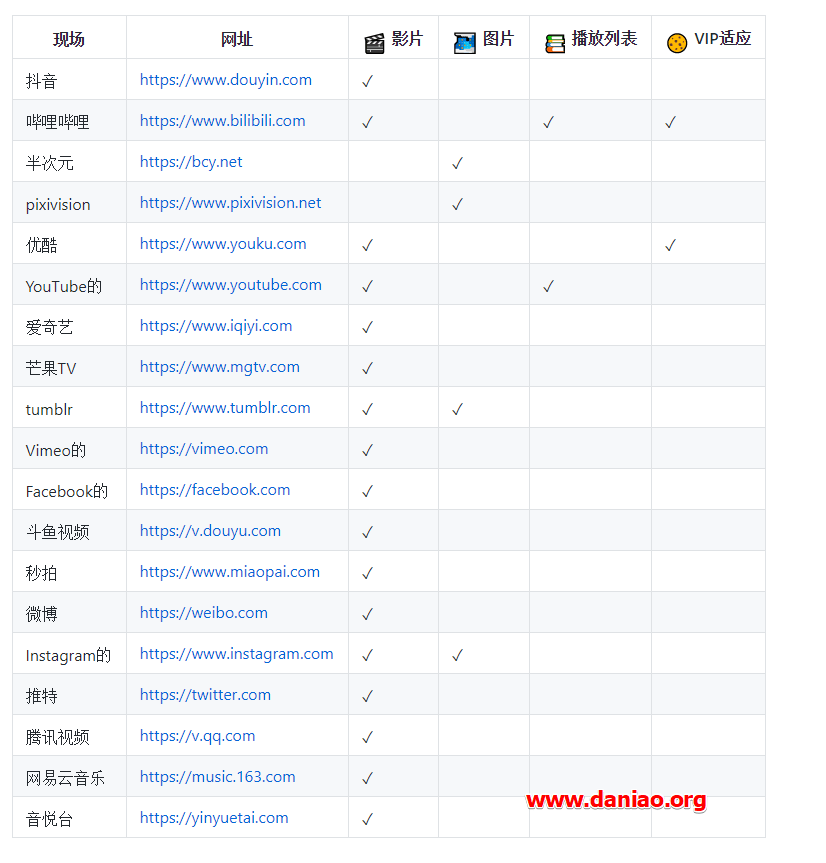 现场 网址 影片 图片 播放列表 VIP适应
抖音 https://www.douyin.com ✓
哔哩哔哩 https://www.bilibili.com ✓ ✓ ✓
半次元 https://bcy.net ✓
pixivision https://www.pixivision.net ✓
优酷 https://www.youku.com ✓ ✓
YouTube的 https://www.youtube.com ✓ ✓
爱奇艺 https://www.iqiyi.com ✓
芒果TV https://www.mgtv.com ✓
tumblr https://www.tumblr.com ✓ ✓
Vimeo的 https://vimeo.com ✓
Facebook的 https://facebook.com ✓
斗鱼视频 https://v.douyu.com ✓
秒拍 https://www.miaopai.com ✓
微博 https://weibo.com ✓
Instagram的 https://www.instagram.com ✓ ✓
推特 https://twitter.com ✓
腾讯视频 https://v.qq.com ✓
网易云音乐 https://music.163.com ✓
www.daniao.org
音悦台 https://yinyuetai.com ✓